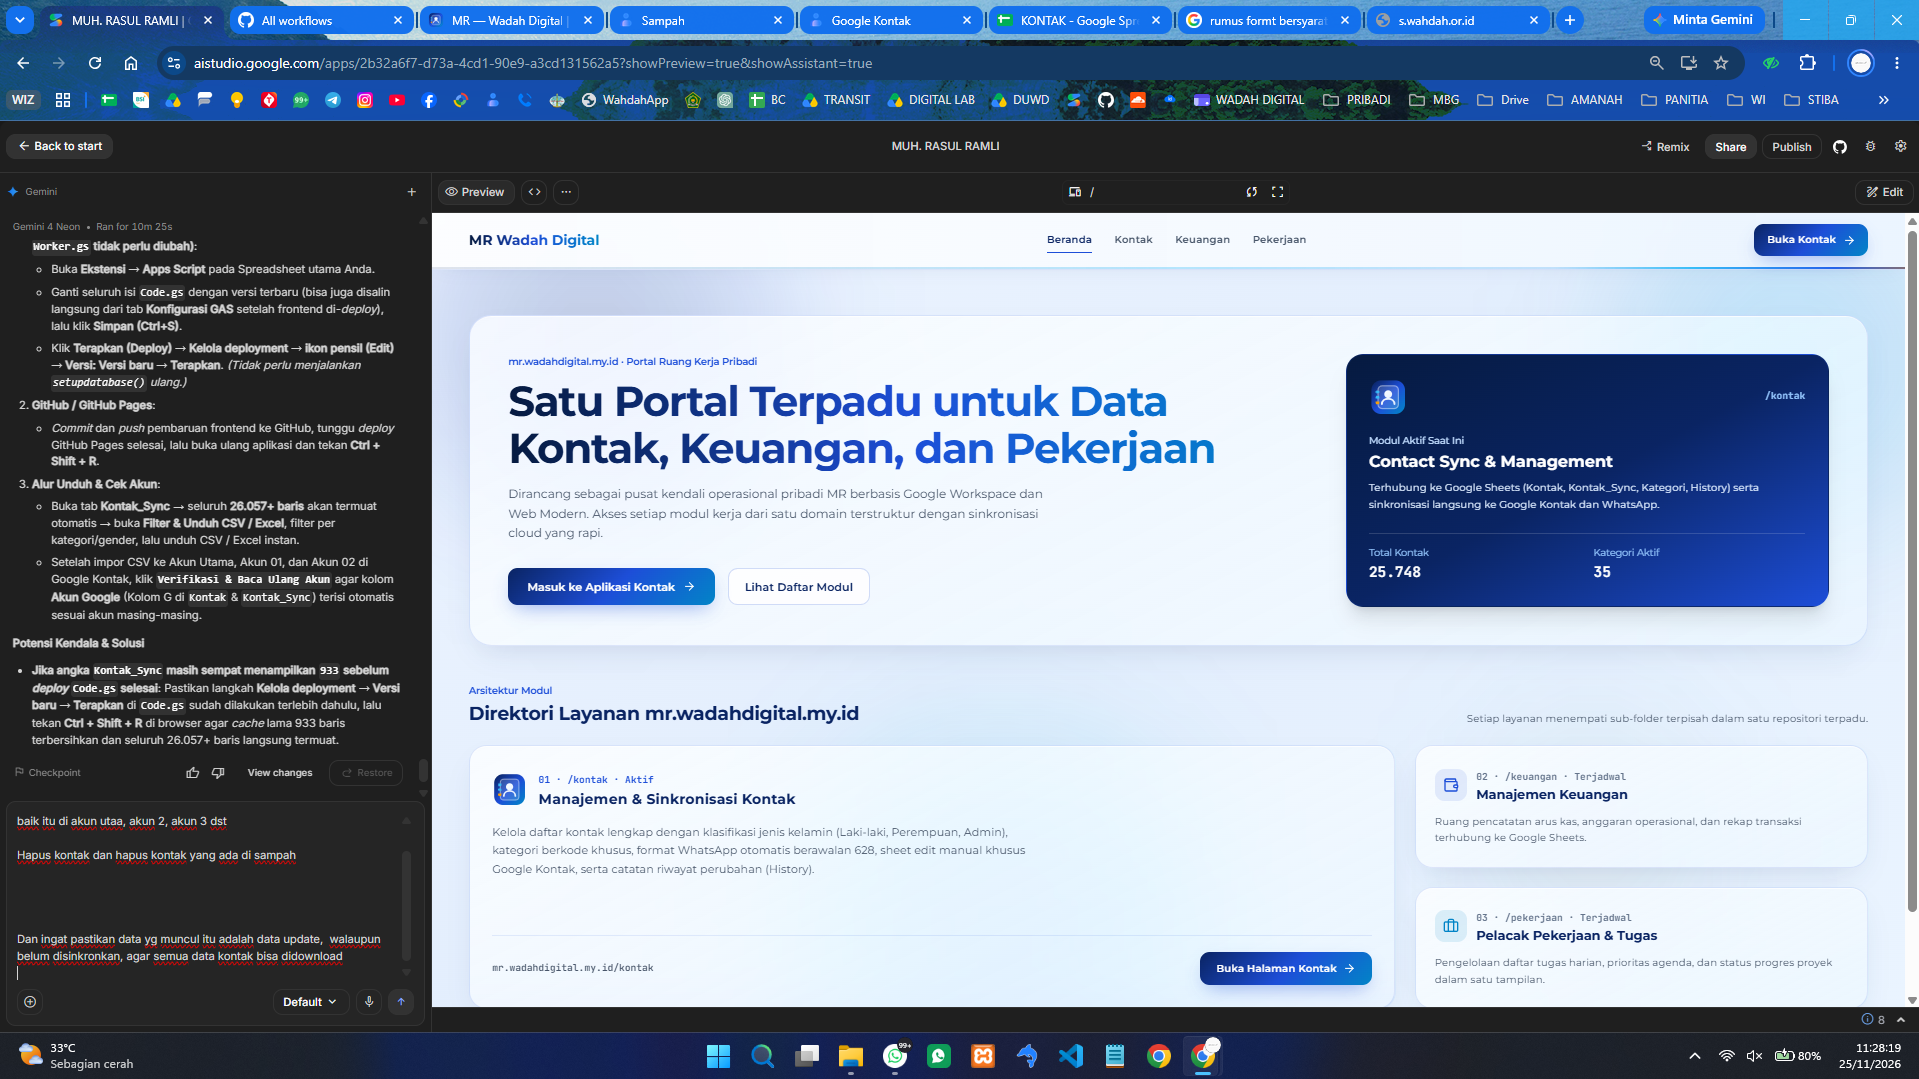 MUH. RASUL RAMLI |
All workflows
MR — Wadah Digital |
Sampah
Google Kontak
KONTAK - Google Spr
rumus formt bersyarat
s.wahdah.or.id
Minta Gemini
aistudio.google.com/apps/2b32a6f7-d73a-4cd1-90e9-a3cd131562a5?showPreview=true&showAssistant=true
WIZ
WahdahApp
BC
TRANSIT
DIGITAL LAB
DUWD
WADAH DIGITAL
PRIBADI
MBG
Drive
AMANAH
PANITIA
WI
STIBA
Back to start
MUH. RASUL RAMLI
Remix
Share
Publish
Gemini
Preview
/
Edit
Gemini 4 Neon • Ran for 10m 25s
Worker.gs tidak perlu diubah):
Buka Ekstensi → Apps Script pada Spreadsheet utama Anda.
Ganti seluruh isi Code.gs dengan versi terbaru (bisa juga disalin
langsung dari tab Konfigurasi GAS setelah frontend di-deploy),
lalu klik Simpan (Ctrl+S).
Klik Terapkan (Deploy) → Kelola deployment → ikon pensil (Edit)
→ Versi: Versi baru → Terapkan. (Tidak perlu menjalankan
setupdatabase() ulang.)
2. GitHub / GitHub Pages:
Commit dan push pembaruan frontend ke GitHub, tunggu deploy
GitHub Pages selesai, lalu buka ulang aplikasi dan tekan Ctrl +
Shift + R.
3. Alur Unduh & Cek Akun:
Buka tab Kontak_Sync → seluruh 26.057+ baris akan termuat
otomatis → buka Filter & Unduh CSV / Excel, filter per
kategori/gender, lalu unduh CSV / Excel instan.
Setelah impor CSV ke Akun Utama, Akun 01, dan Akun 02 di
Google Kontak, klik Verifikasi & Baca Ulang Akun agar kolom
Akun Google (Kolom G di Kontak & Kontak_Sync) terisi otomatis
sesuai akun masing-masing.
Potensi Kendala & Solusi
Jika angka Kontak_Sync masih sempat menampilkan 933 sebelum
deploy Code.gs selesai: Pastikan langkah Kelola deployment → Versi
baru → Terapkan di Code.gs sudah dilakukan terlebih dahulu, lalu
tekan Ctrl + Shift + R di browser agar cache lama 933 baris
terbersihkan dan seluruh 26.057+ baris langsung termuat.
Checkpoint
View changes
Restore
baik itu di akun utaa, akun 2, akun 3 dst
Hapus kontak dan hapus kontak yang ada di sampah
Dan ingat pastikan data yg muncul itu adalah data update, walaupun
belum disinkronkan, agar semua data kontak bisa didownload
Default
MR Wadah Digital
Beranda
Kontak
Keuangan
Pekerjaan
Buka Kontak →
mr.wadahdigital.my.id · Portal Ruang Kerja Pribadi
Satu Portal Terpadu untuk Data
Kontak, Keuangan, dan Pekerjaan
Dirancang sebagai pusat kendali operasional pribadi MR berbasis Google Workspace dan
Web Modern. Akses setiap modul kerja dari satu domain terstruktur dengan sinkronisasi
cloud yang rapi.
Masuk ke Aplikasi Kontak →
Lihat Daftar Modul
/kontak
Modul Aktif Saat Ini
Contact Sync & Management
Terhubung ke Google Sheets (Kontak, Kontak_Sync, Kategori, History) serta
sinkronisasi langsung ke Google Kontak dan WhatsApp.
Total Kontak
Kategori Aktif
25.748
35
Arsitektur Modul
Direktori Layanan mr.wadahdigital.my.id
Setiap layanan menempati sub-folder terpisah dalam satu repositori terpadu.
01 · /kontak · Aktif
Manajemen & Sinkronisasi Kontak
Kelola daftar kontak lengkap dengan klasifikasi jenis kelamin (Laki-laki, Perempuan, Admin),
kategori berkode khusus, format WhatsApp otomatis berawalan 628, sheet edit manual khusus
Google Kontak, serta catatan riwayat perubahan (History).
mr.wadahdigital.my.id/kontak
Buka Halaman Kontak →
02 · /keuangan · Terjadwal
Manajemen Keuangan
Ruang pencatatan arus kas, anggaran operasional, dan rekap transaksi
terhubung ke Google Sheets.
03 · /pekerjaan · Terjadwal
Pelacak Pekerjaan & Tugas
Pengelolaan daftar tugas harian, prioritas agenda, dan status progres proyek
dalam satu tampilan.
8
33°C
Sebagian cerah
99+
80%
11:28:19
25/11/2026